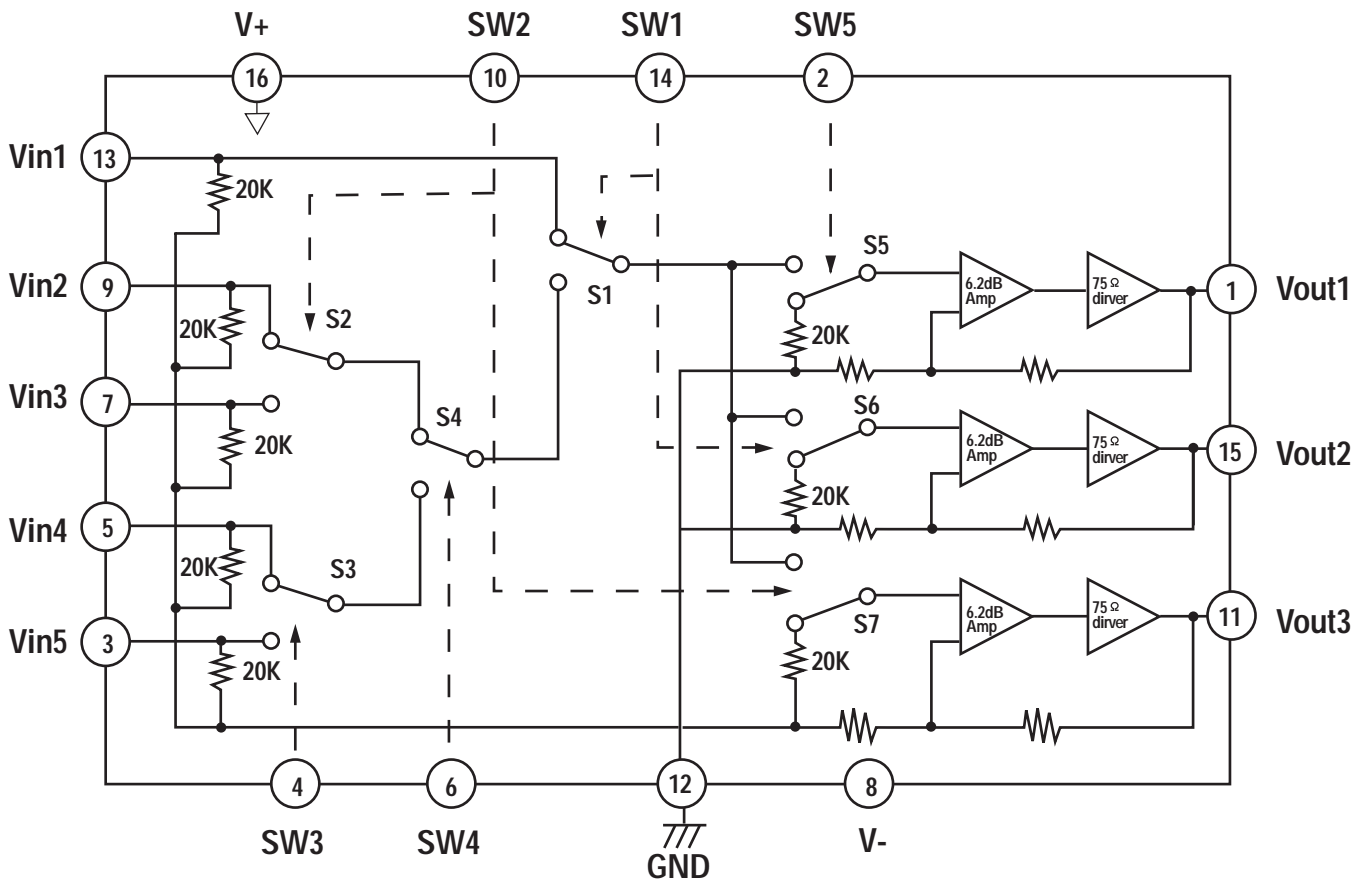 V+ SW2 SW1 SW5
16 10 14 2
Vin1 13
20K
Vin2 9
20K
S2
Vin3 7
20K
S4
Vin4 5
20K
S3
Vin5 3
20K
S1
S5
20K
6.2dB
Amp
75 Ω
dirver
1 Vout1
S6
20K
6.2dB
Amp
75 Ω
dirver
15 Vout2
S7
20K
6.2dB
Amp
75 Ω
dirver
11 Vout3
4 6 12 8
SW3 SW4 GND V-